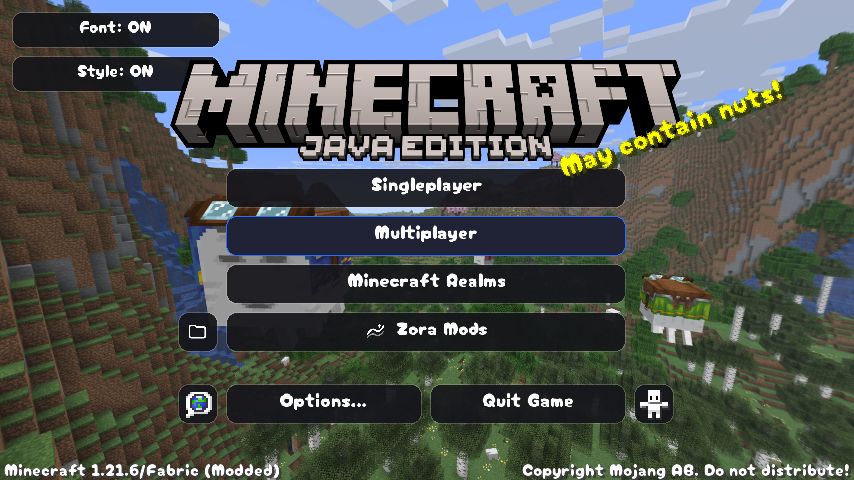 Font: ON
Style: ON
MINECRAFT
JAVA EDITION
May contain nuts!
Singleplayer
Multiplayer
Minecraft Realms
Zora Mods
Options...
Quit Game
Minecraft 1.21.6/Fabric (Modded)
Copyright Mojang AB. Do not distribute!